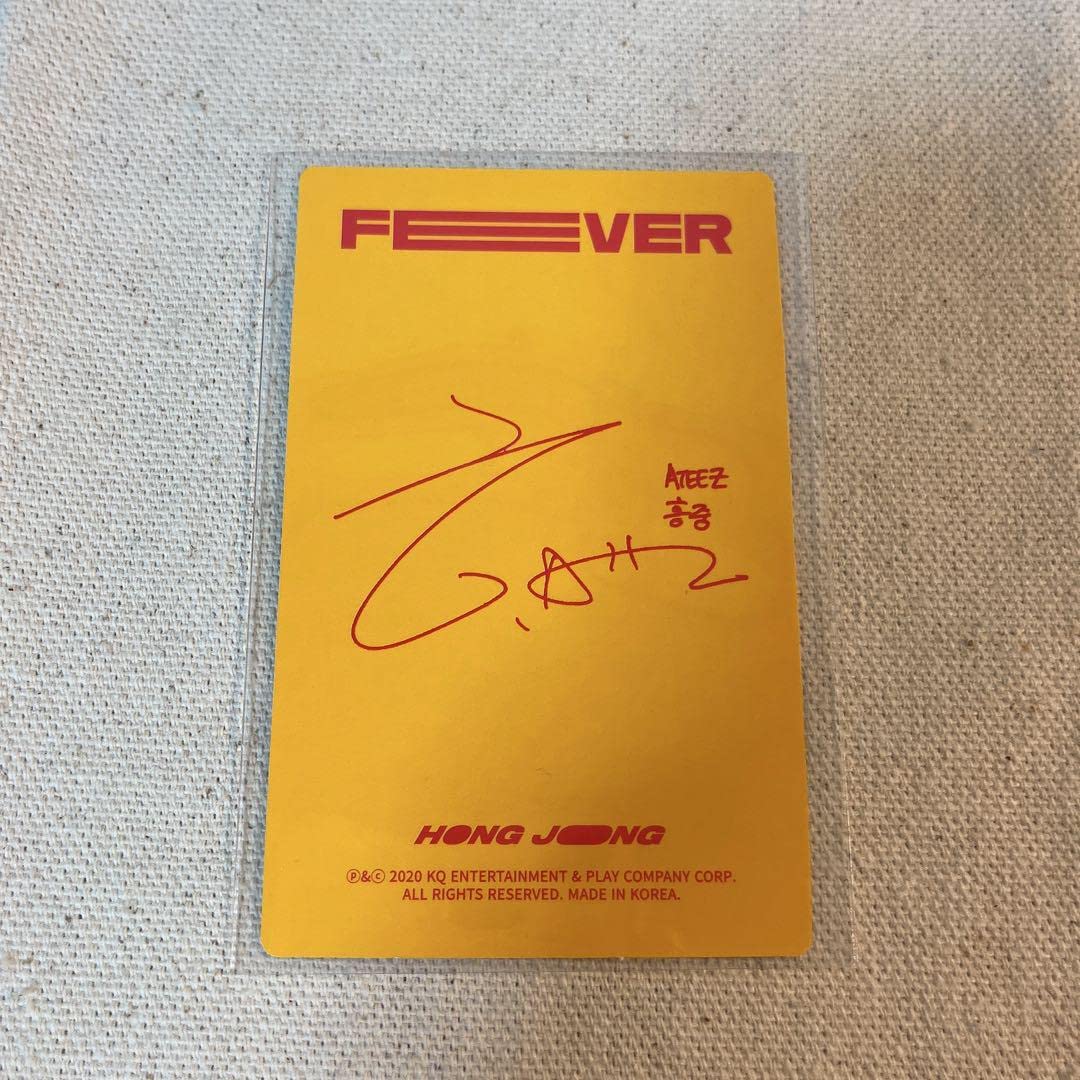 FEVER
ATEEZ
홍중
HONG JOONG
Ⓟ&Ⓒ 2020 KQ ENTERTAINMENT & PLAY COMPANY CORP.
ALL RIGHTS RESERVED. MADE IN KOREA.